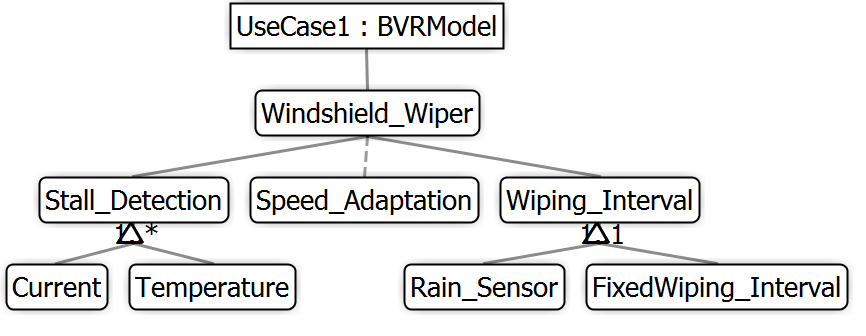 UseCase1 : BVRModel
Windshield_Wiper
Stall_Detection
Speed_Adaptation
Wiping_Interval
1..*
1..1
Current
Temperature
Rain_Sensor
FixedWiping_Interval